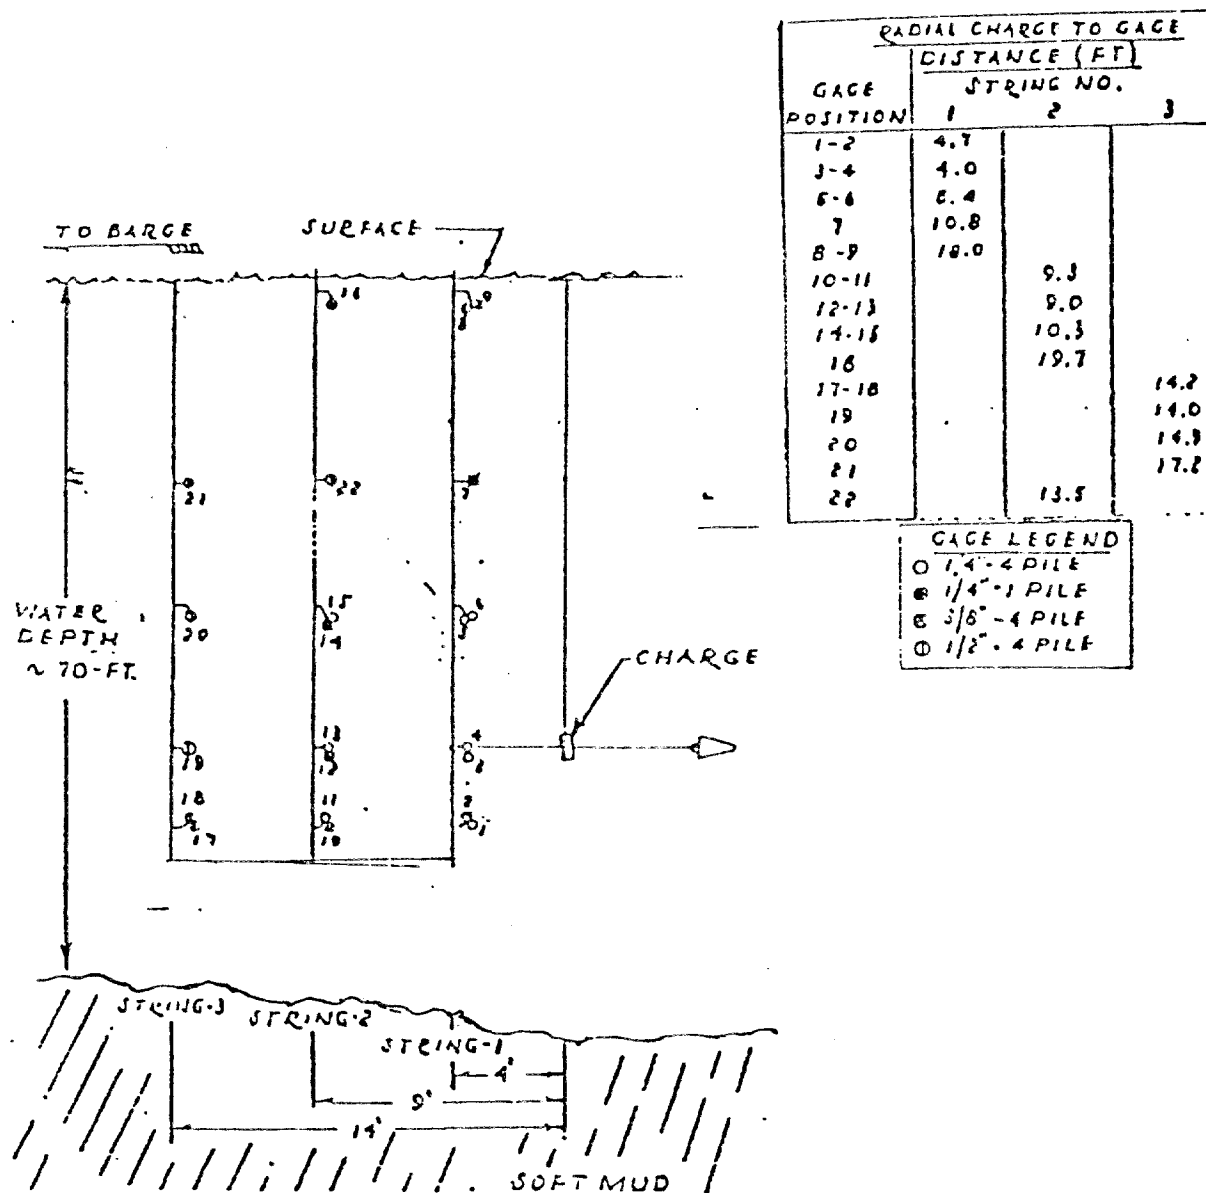 RADIAL CHARGE TO GAGE
DISTANCE (FT)
STRING NO.
GAGE
POSITION 1 2 3
1-2 4.7
3-4 4.0
5-6 6.4
7 10.8
8-9 18.0
10-11 9.3
12-13 9.0
14-15 10.3
16 19.7
17-18 14.2
19 14.0
20 14.9
21 17.2
22 13.5
GAGE LEGEND
1/4" - 4 PILE
1/4" - 1 PILE
3/8" - 4 PILE
1/2" - 4 PILE
TO BARGE
SURFACE
16
9
21
22
7
15
6
20
14
WATER
DEPTH
~ 70-FT.
CHARGE
13
4
19
12
3
18
11
2
17
10
1
STRING-3
STRING-2
STRING-1
4'
9'
14'
SOFT MUD